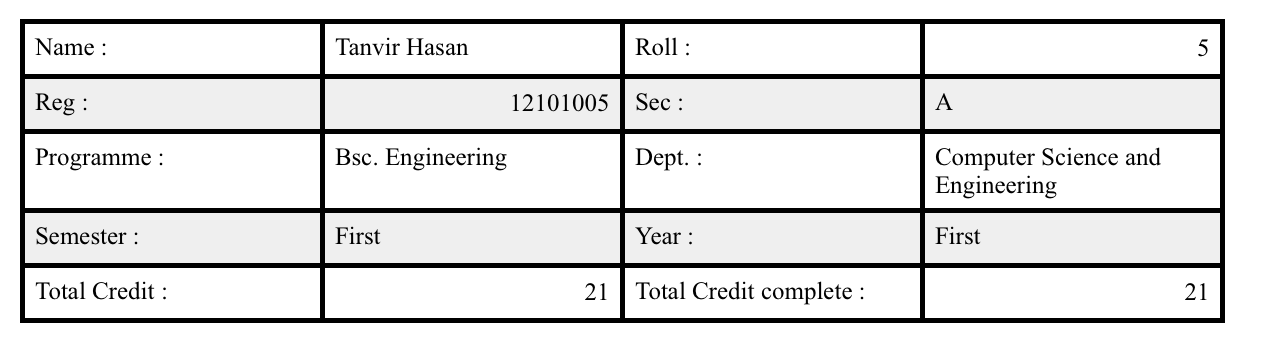 Name : Tanvir Hasan Roll : 5
Reg : 12101005 Sec : A
Programme : Bsc. Engineering Dept. : Computer Science and
Engineering
Semester : First Year : First
Total Credit : 21 Total Credit complete : 21